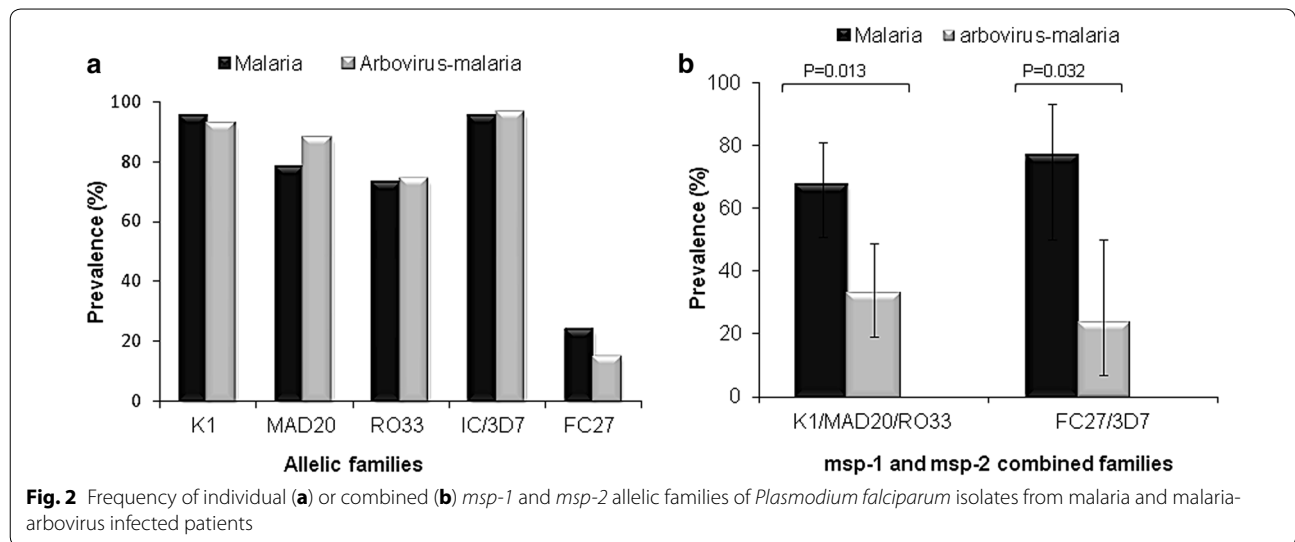 a
Malaria Arbovirus-malaria
Prevalence (%)
100
80
60
40
20
0
K1 MAD20 RO33 IC/3D7 FC27
Allelic families
b
Malaria arbovirus-malaria
P=0.013 P=0.032
Prevalence (%)
100
80
60
40
20
0
K1/MAD20/RO33 FC27/3D7
msp-1 and msp-2 combined families
Fig. 2 Frequency of individual (a) or combined (b) msp-1 and msp-2 allelic families of Plasmodium falciparum isolates from malaria and malaria-
arbovirus infected patients